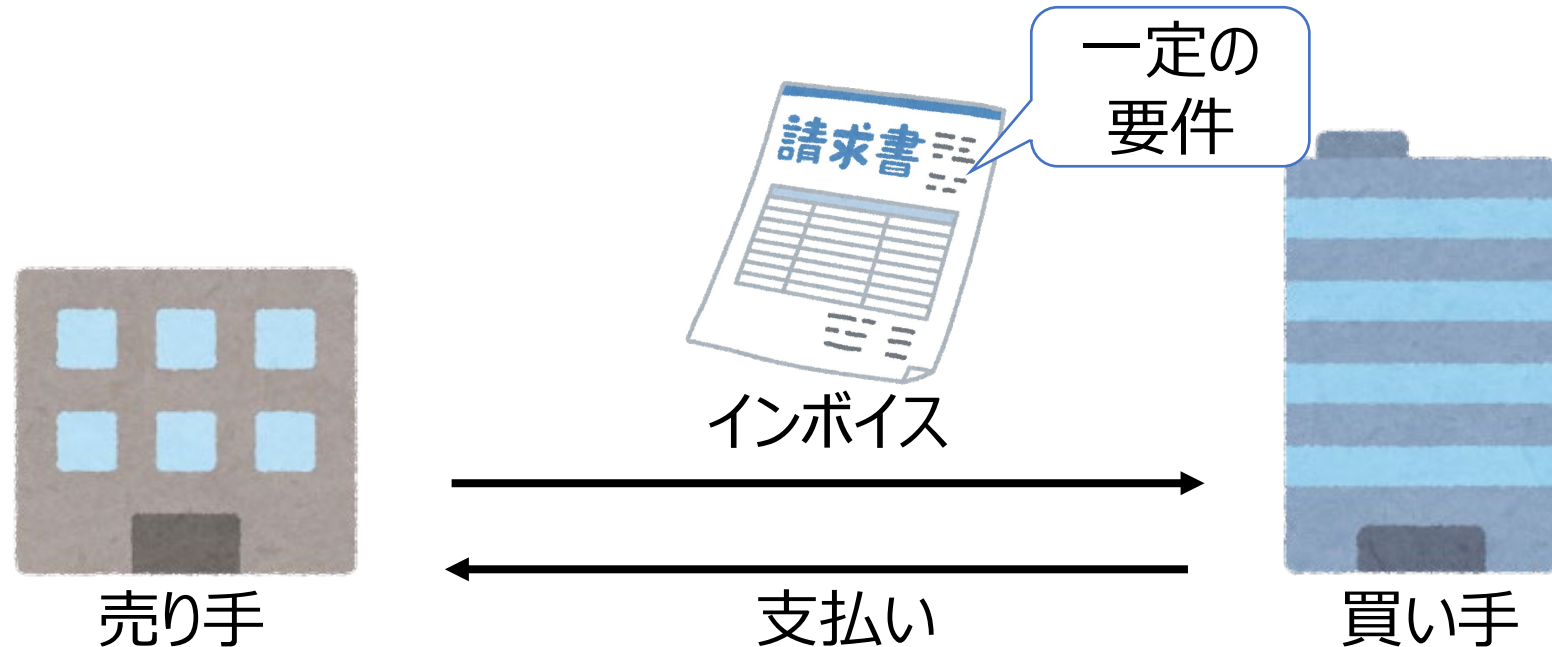 一定の
要件
請求書
インボイス
売り手
支払い
買い手